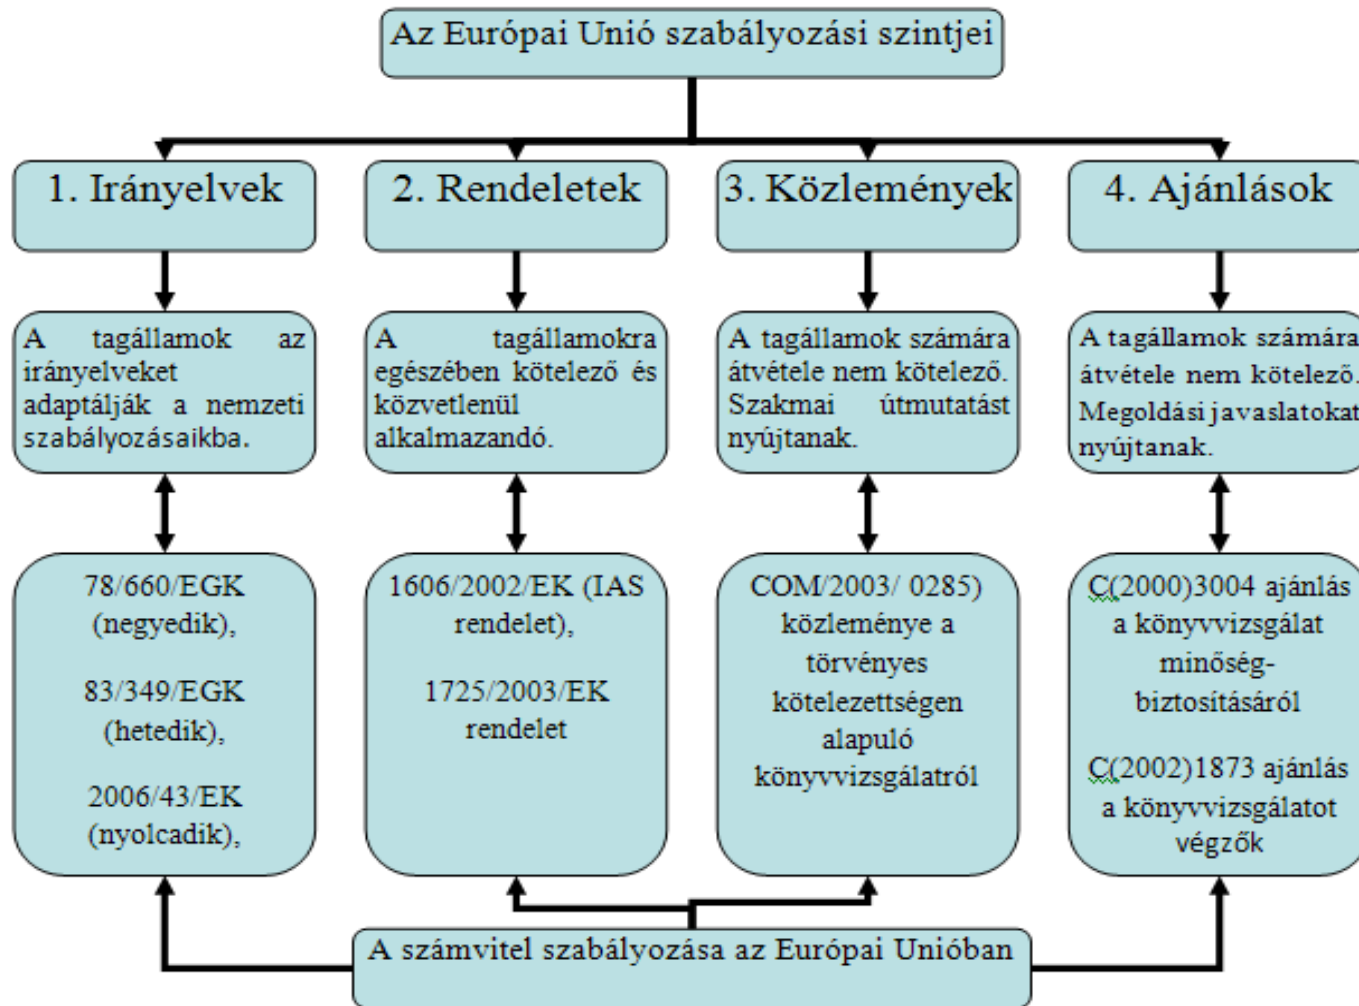 Az Európai Unió szabályozási szintjei
1. Irányelvek
2. Rendeletek
3. Közlemények
4. Ajánlások
A tagállamok az
irányelveket
adaptálják a nemzeti
szabályozásaikba.
A tagállamokra
egészében kötelező és
közvetlenül
alkalmazandó.
A tagállamok számára
átvétele nem kötelező.
Szakmai útmutatást
nyújtanak.
A tagállamok számára
átvétele nem kötelező.
Megoldási javaslatokat
nyújtanak.
78/660/EGK
(negyedik),
83/349/EGK
(hetedik),
2006/43/EK
(nyolcadik),
1606/2002/EK (IAS
rendelet),
1725/2003/EK
rendelet
COM/2003/ 0285)
közleménye a
törvényes
kötelezettségen
alapuló
könyvvizsgálatról
C(2000)3004 ajánlás
a könyvvizsgálat
minőség-
biztosításáról
C(2002)1873 ajánlás
a könyvvizsgálatot
végzők
A számvitel szabályozása az Európai Unióban